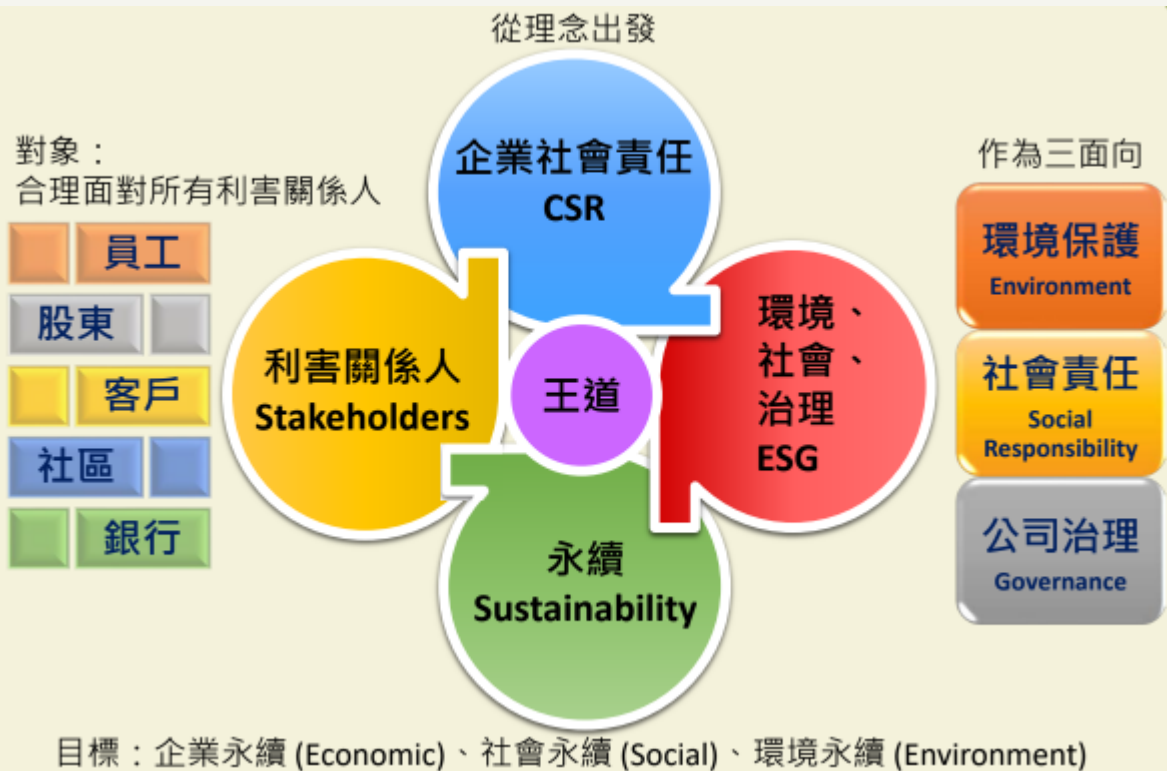 從理念出發
企業社會責任
CSR
對象：
合理面對所有利害關係人
員工
股東
客戶
社區
銀行
利害關係人
Stakeholders
王道
環境、
社會、
治理
ESG
永續
Sustainability
作為三面向
環境保護
Environment
社會責任
Social
Responsibility
公司治理
Governance
目標：企業永續 (Economic)、社會永續 (Social)、環境永續 (Environment)